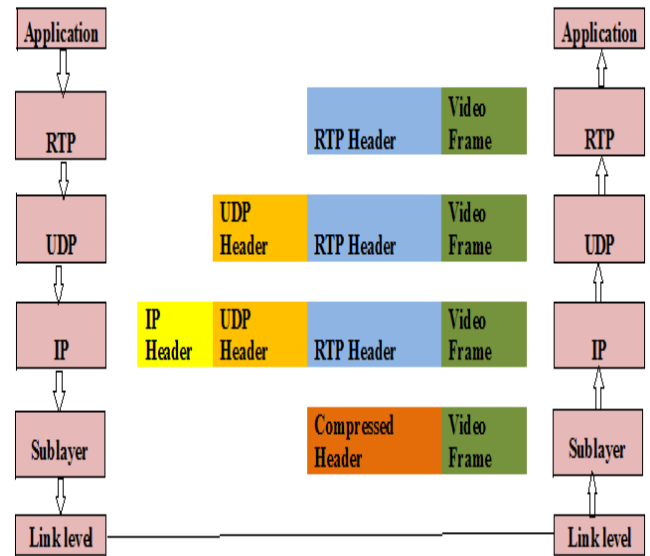 Application
Application
RTP
RTP Header
Video
Frame
RTP
UDP
UDP
Header
RTP Header
Video
Frame
UDP
IP
IP
Header
UDP
Header
RTP Header
Video
Frame
IP
Sublayer
Compressed
Header
Video
Frame
Sublayer
Link level
Link level